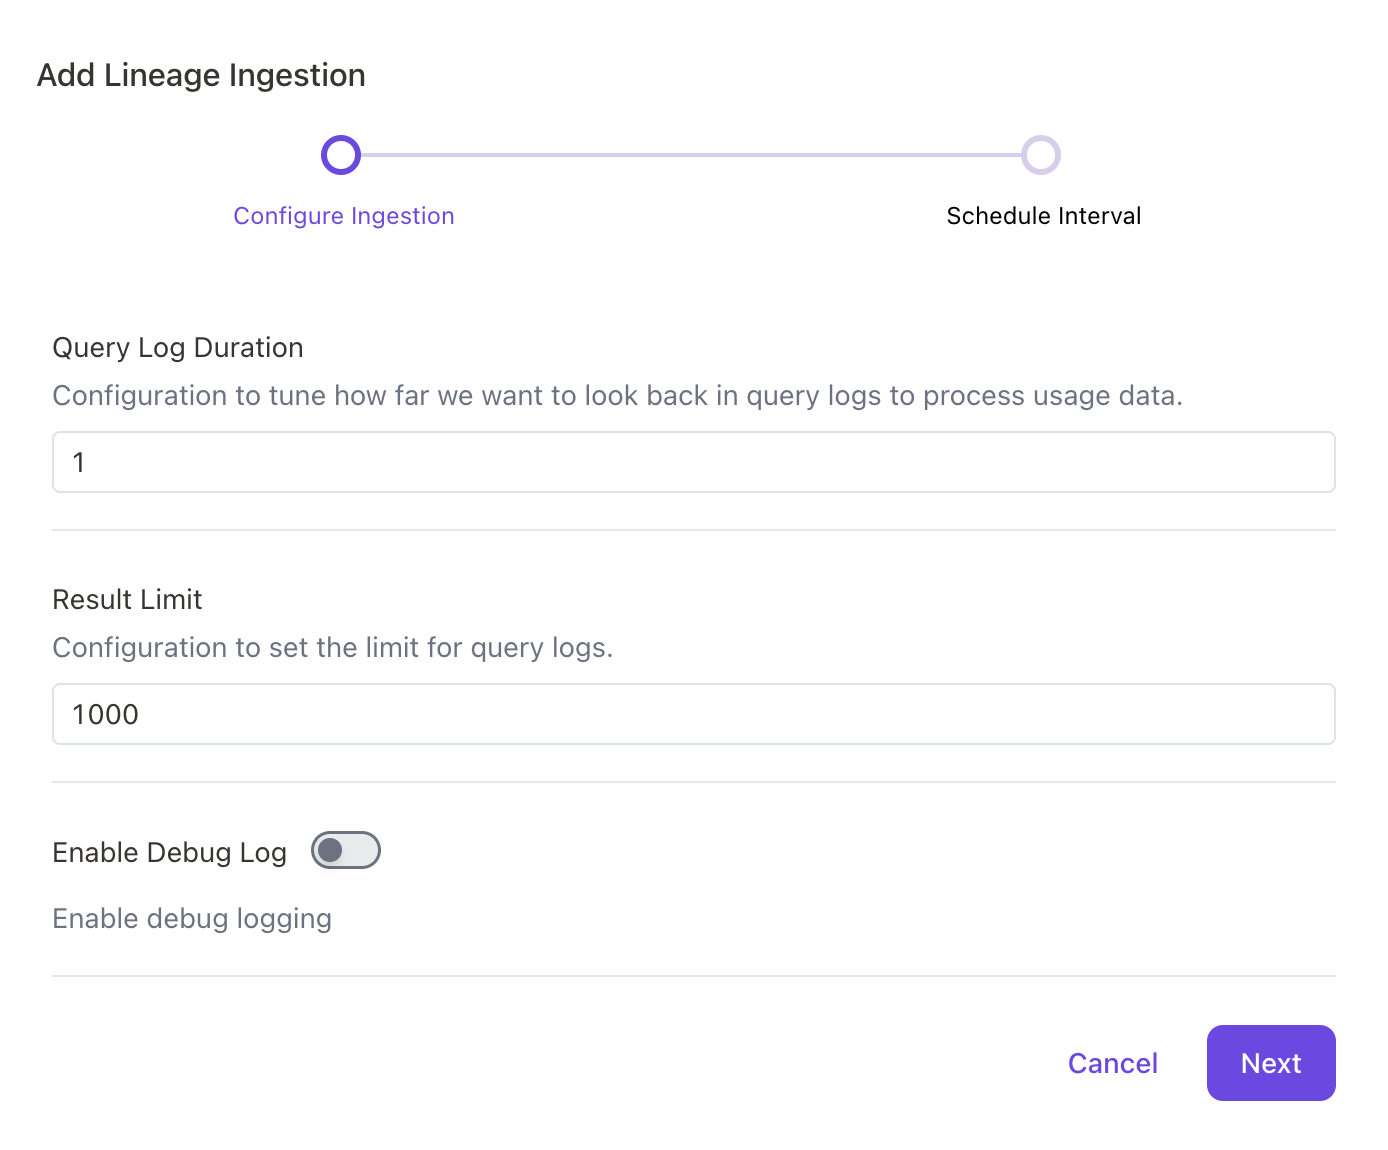 Add Lineage Ingestion
Configure Ingestion
Schedule Interval
Query Log Duration
Configuration to tune how far we want to look back in query logs to process usage data.
1
Result Limit
Configuration to set the limit for query logs.
1000
Enable Debug Log
Enable debug logging
Cancel
Next